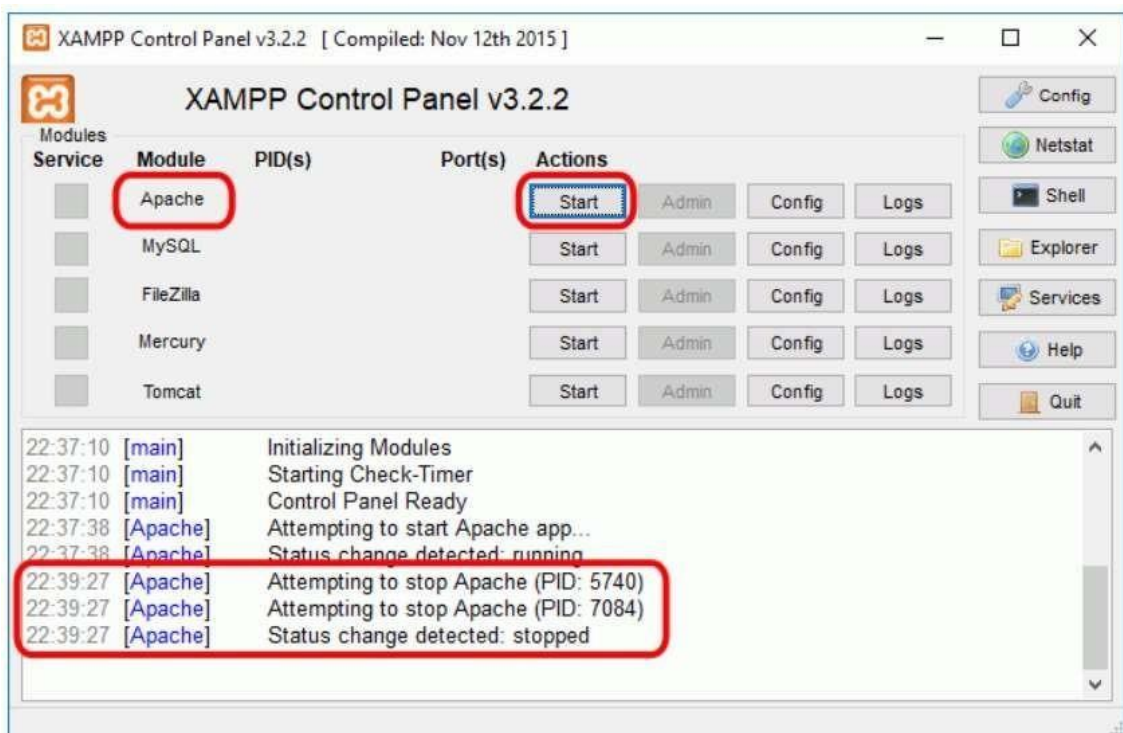 XAMPP Control Panel v3.2.2 [ Compiled: Nov 12th 2015 ]
XAMPP Control Panel v3.2.2
Config
Modules
Service Module PID(s) Port(s) Actions
Netstat
Apache Start Admin Config Logs
Shell
MySQL Start Admin Config Logs
Explorer
FileZilla Start Admin Config Logs
Services
Mercury Start Admin Config Logs
Help
Tomcat Start Admin Config Logs
Quit
22:37:10 [main] Initializing Modules
22:37:10 [main] Starting Check-Timer
22:37:10 [main] Control Panel Ready
22:37:38 [Apache] Attempting to start Apache app...
22:37:38 [Apache] Status change detected: running
22:39:27 [Apache] Attempting to stop Apache (PID: 5740)
22:39:27 [Apache] Attempting to stop Apache (PID: 7084)
22:39:27 [Apache] Status change detected: stopped